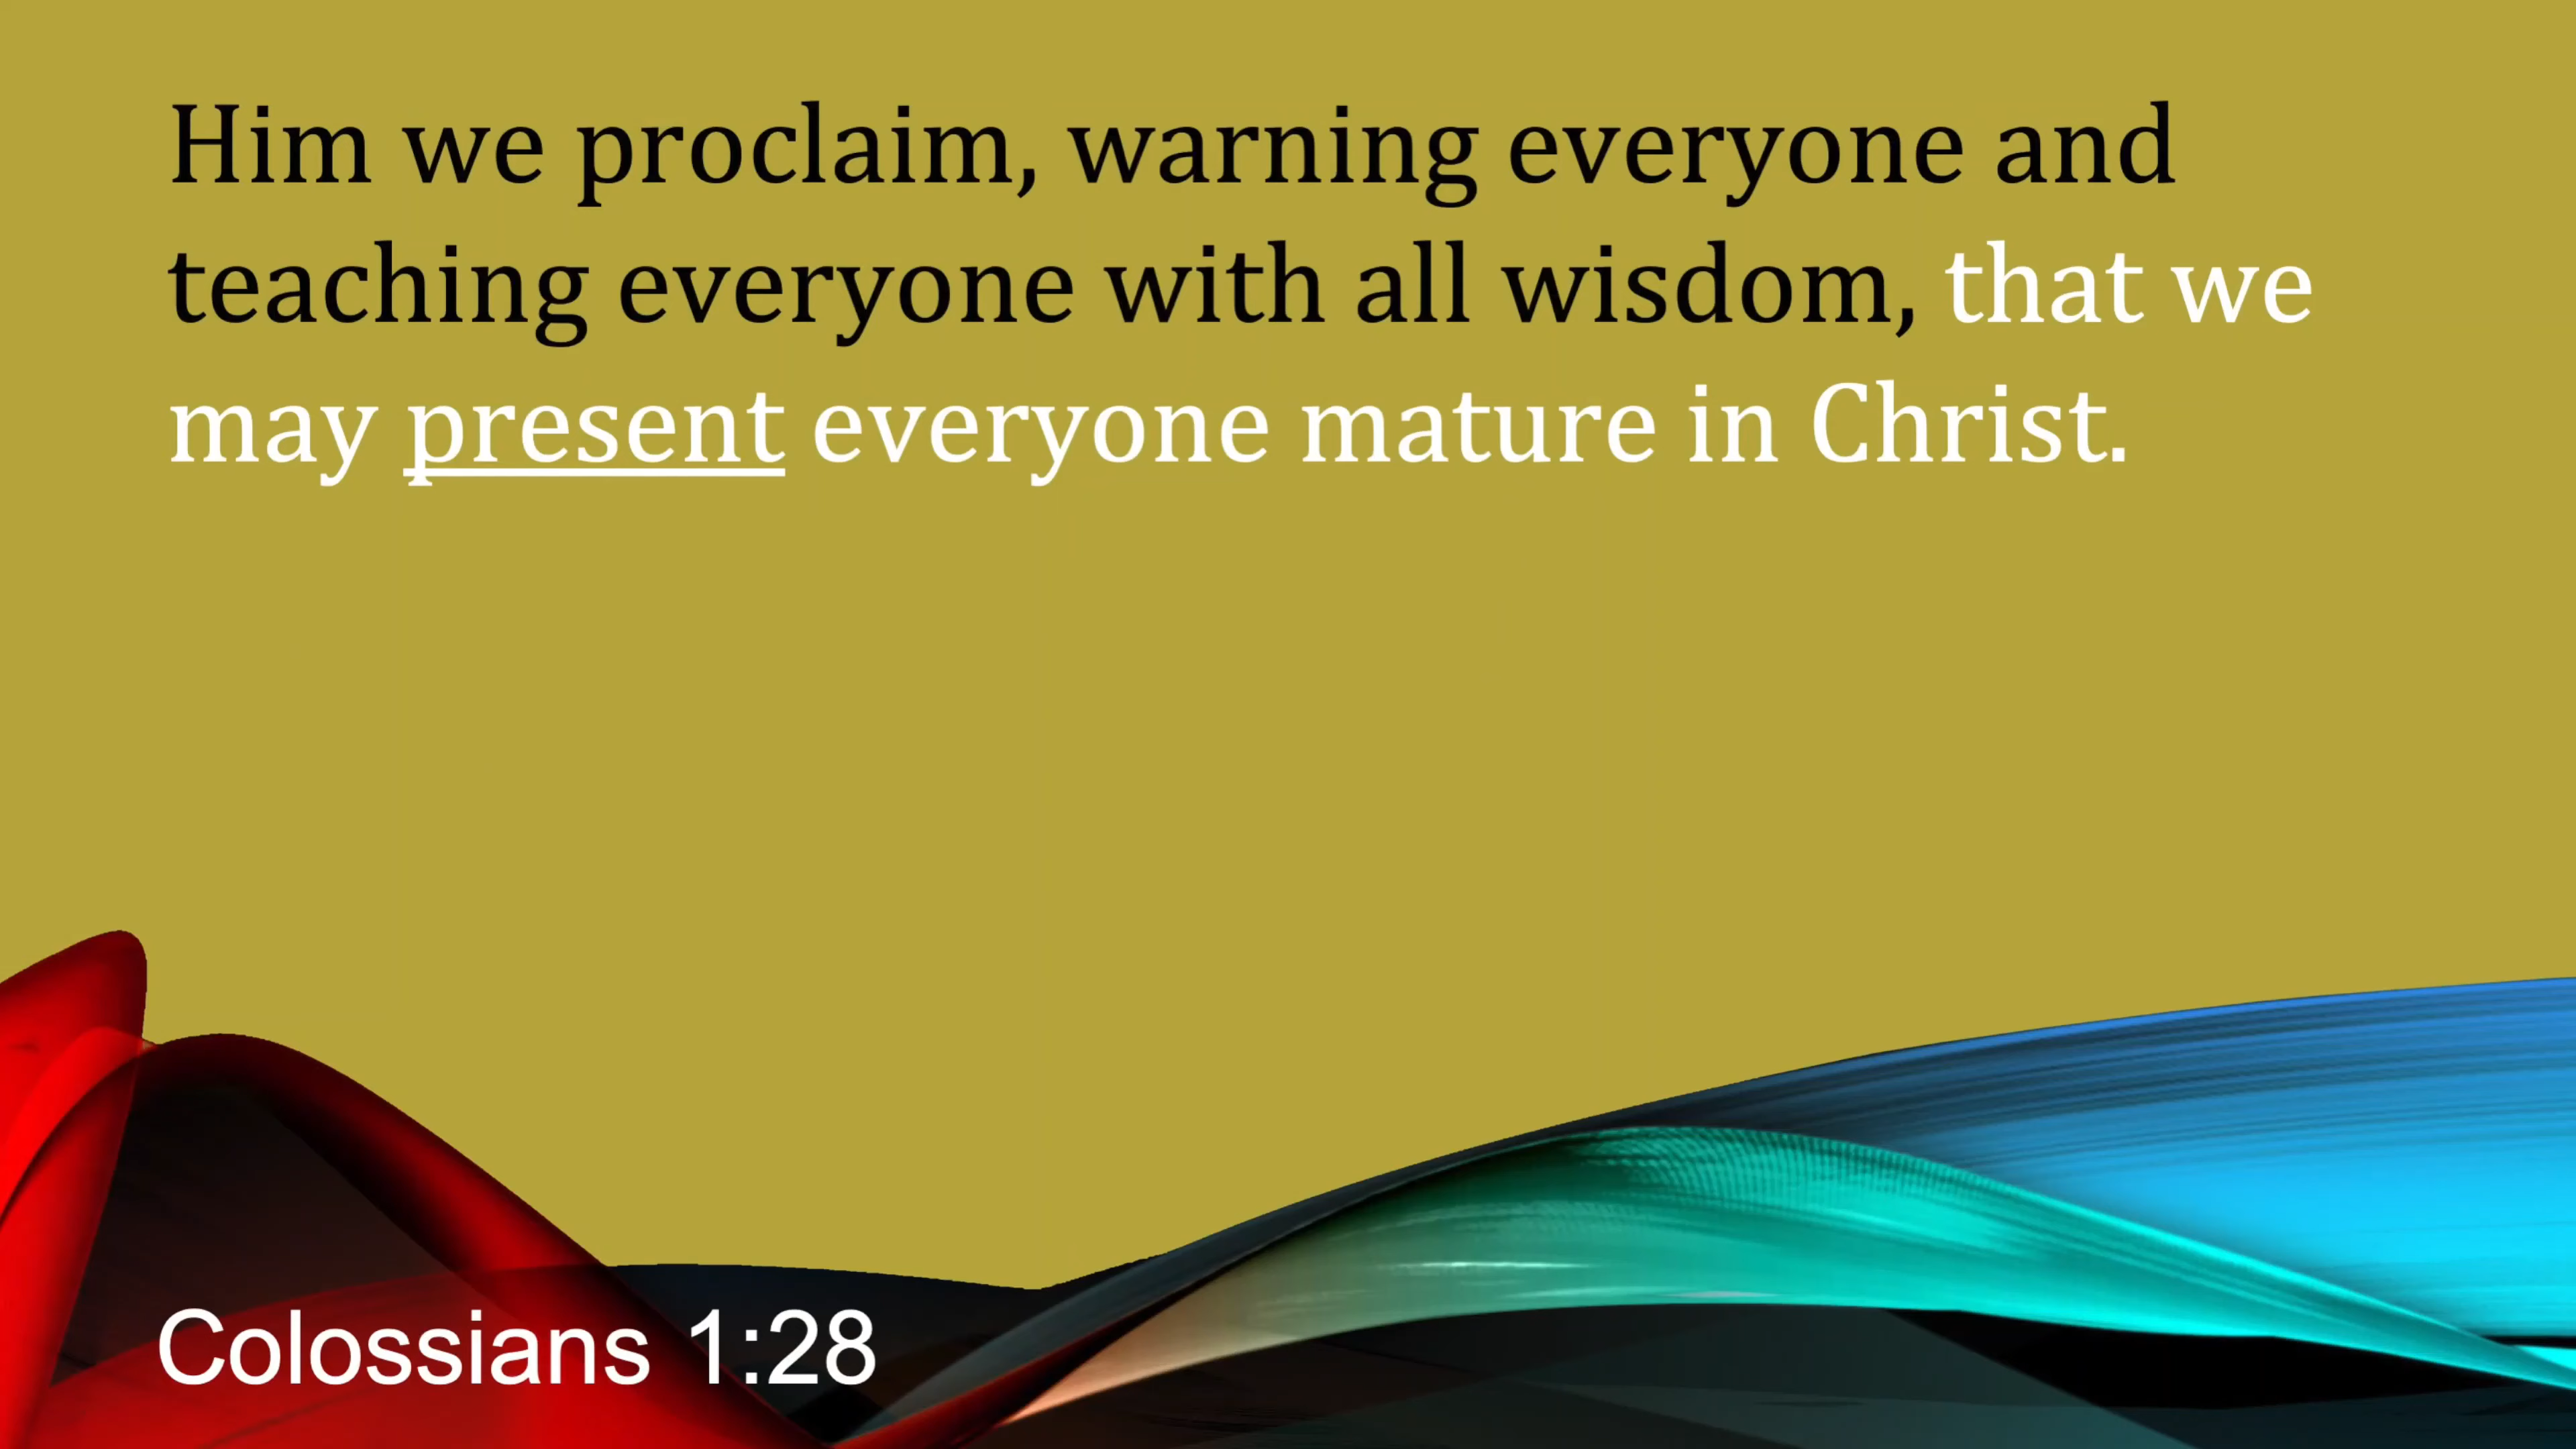 Him we proclaim, warning everyone and
teaching everyone with all wisdom, that we
may present everyone mature in Christ.
Colossians 1:28